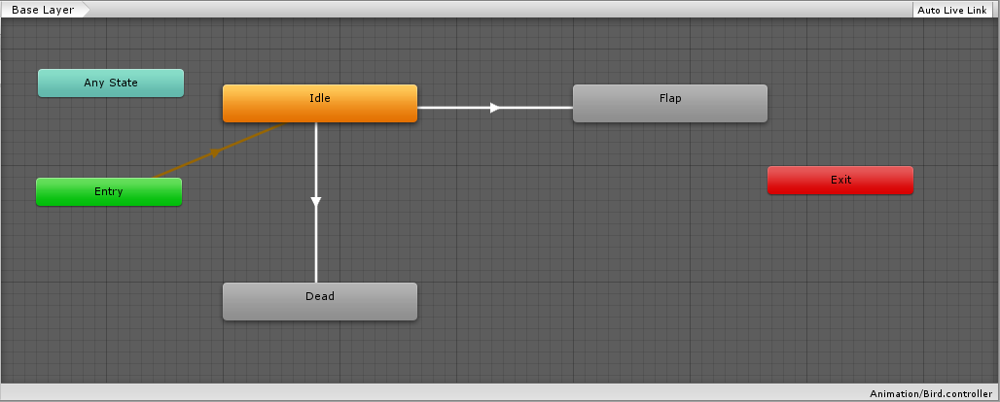 Base Layer
Auto Live Link
Any State
Idle
Flap
Entry
Exit
Dead
Animation/Bird.controller